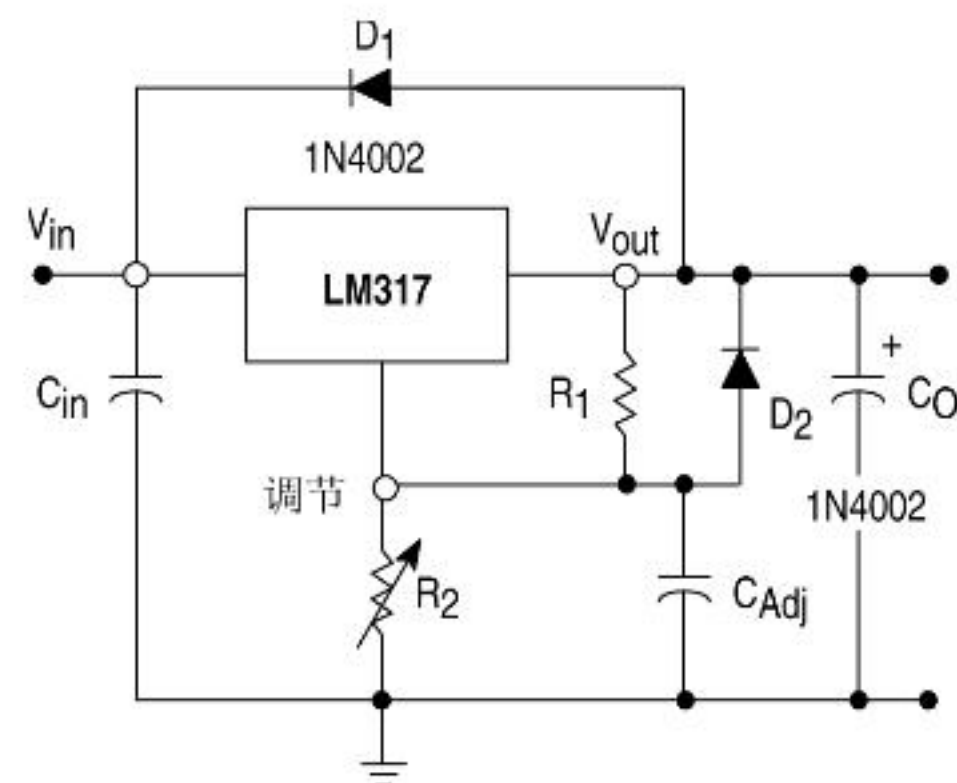 D1
1N4002
Vin
LM317
Vout
Cin
R1
D2
+
CO
调节
1N4002
R2
CAdj